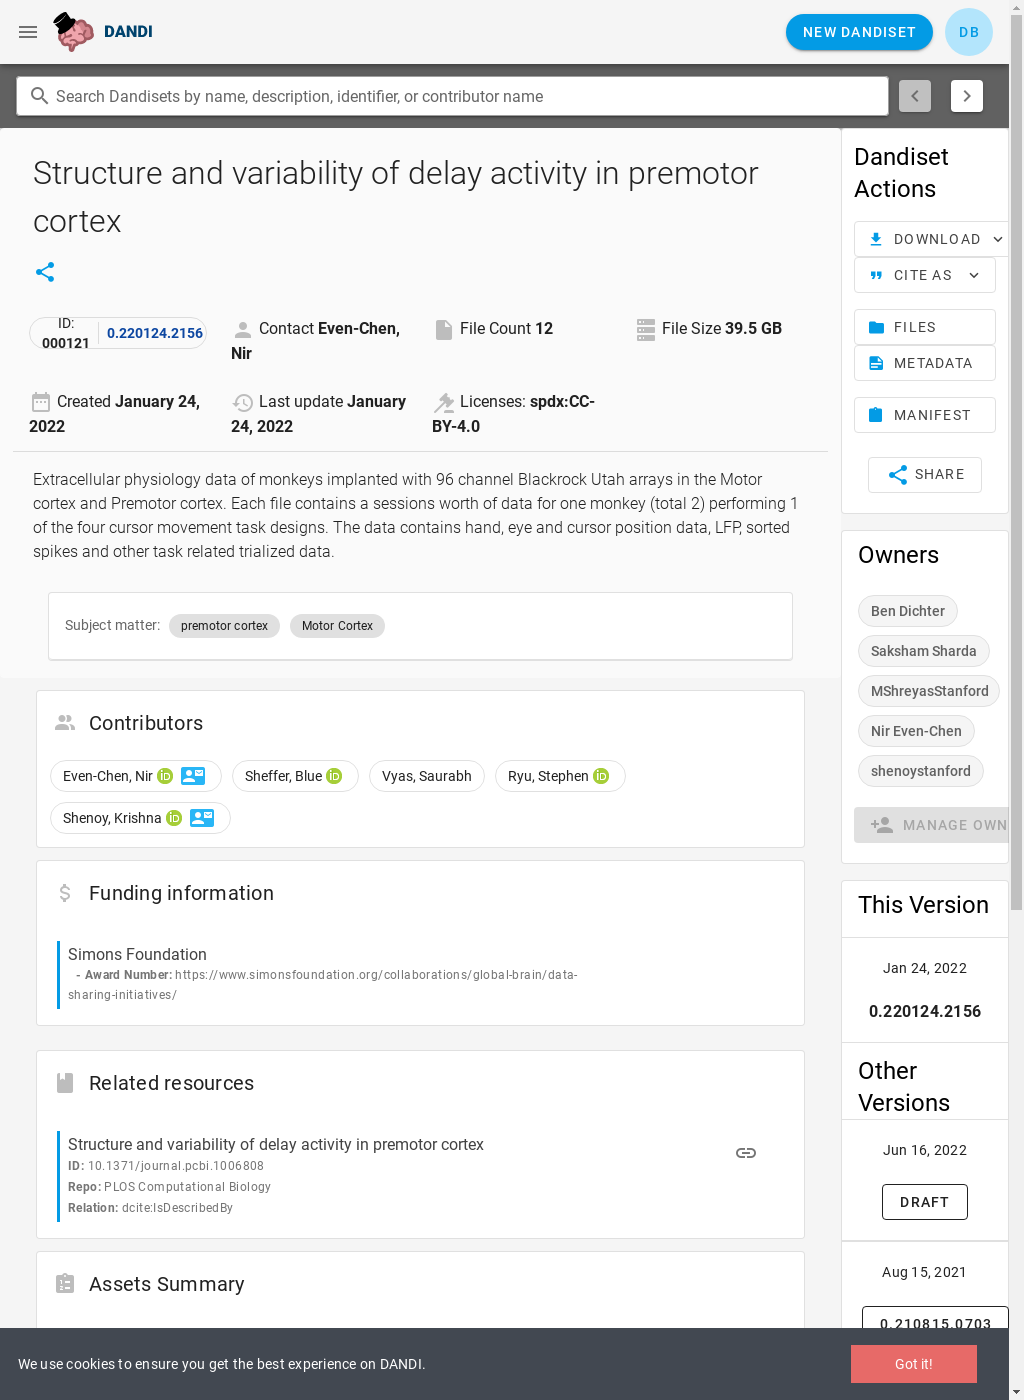 DANDI
NEW DANDISET
DB
Search Dandisets by name, description, identifier, or contributor name
Structure and variability of delay activity in premotor
cortex
ID:
000121
0.220124.2156
Contact Even-Chen,
Nir
File Count 12
File Size 39.5 GB
Created January 24,
2022
Last update January
24, 2022
Licenses: spdx:CC-
BY-4.0
Extracellular physiology data of monkeys implanted with 96 channel Blackrock Utah arrays in the Motor
cortex and Premotor cortex. Each file contains a sessions worth of data for one monkey (total 2) performing 1
of the four cursor movement task designs. The data contains hand, eye and cursor position data, LFP, sorted
spikes and other task related trialized data.
Subject matter:
premotor cortex
Motor Cortex
Contributors
Even-Chen, Nir
Sheffer, Blue
Vyas, Saurabh
Ryu, Stephen
Shenoy, Krishna
Funding information
Simons Foundation
- Award Number: https://www.simonsfoundation.org/collaborations/global-brain/data-
sharing-initiatives/
Related resources
Structure and variability of delay activity in premotor cortex
ID: 10.1371/journal.pcbi.1006808
Repo: PLOS Computational Biology
Relation: dcite:IsDescribedBy
Assets Summary
Dandiset
Actions
DOWNLOAD
CITE AS
FILES
METADATA
MANIFEST
SHARE
Owners
Ben Dichter
Saksham Sharda
MShreyasStanford
Nir Even-Chen
shenoystanford
MANAGE OWN
This Version
Jan 24, 2022
0.220124.2156
Other
Versions
Jun 16, 2022
DRAFT
Aug 15, 2021
0.210815.0703
We use cookies to ensure you get the best experience on DANDI.
Got it!